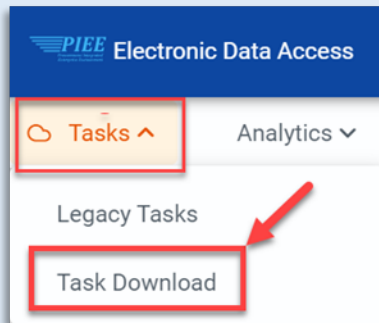 PIEE Electronic Data Access
Tasks Analytics
Legacy Tasks
Task Download